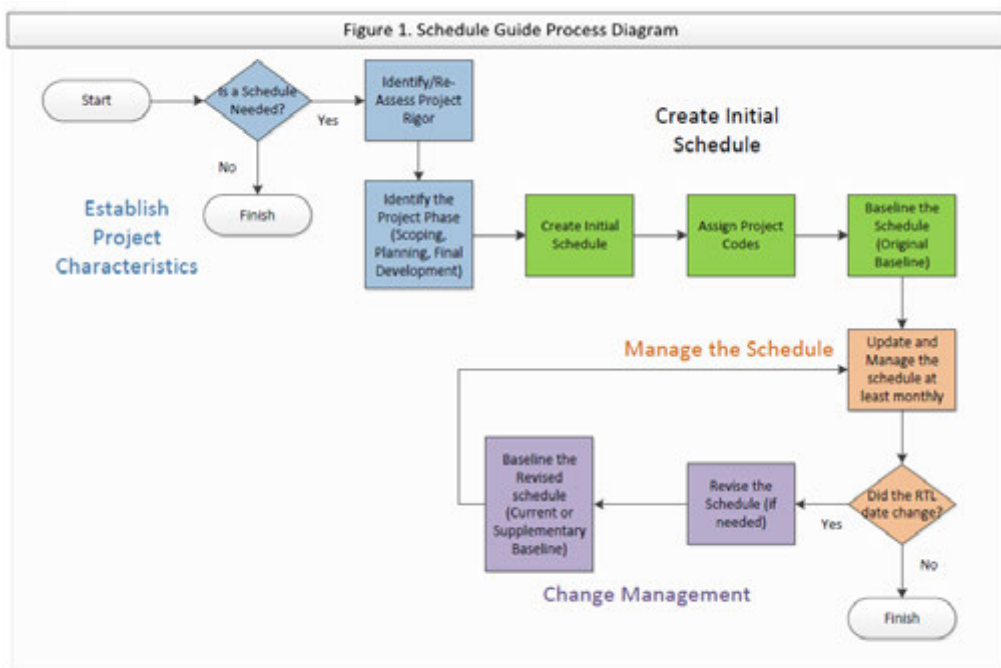 Figure 1. Schedule Guide Process Diagram
Start
Is a Schedule
Needed?
Yes
No
Finish
Identify/Re-
Assess Project
Rigor
Establish
Project
Characteristics
Identify the
Project Phase
(Scoping,
Planning, Final
Development)
Create Initial
Schedule
Create Initial
Schedule
Assign Project
Codes
Baseline the
Schedule
(Original
Baseline)
Manage the Schedule
Update and
Manage the
schedule at
least monthly
Did the RTL
date change?
Yes
No
Finish
Revise the
Schedule (if
needed)
Baseline the
Revised
schedule
(Current or
Supplementary
Baseline)
Change Management